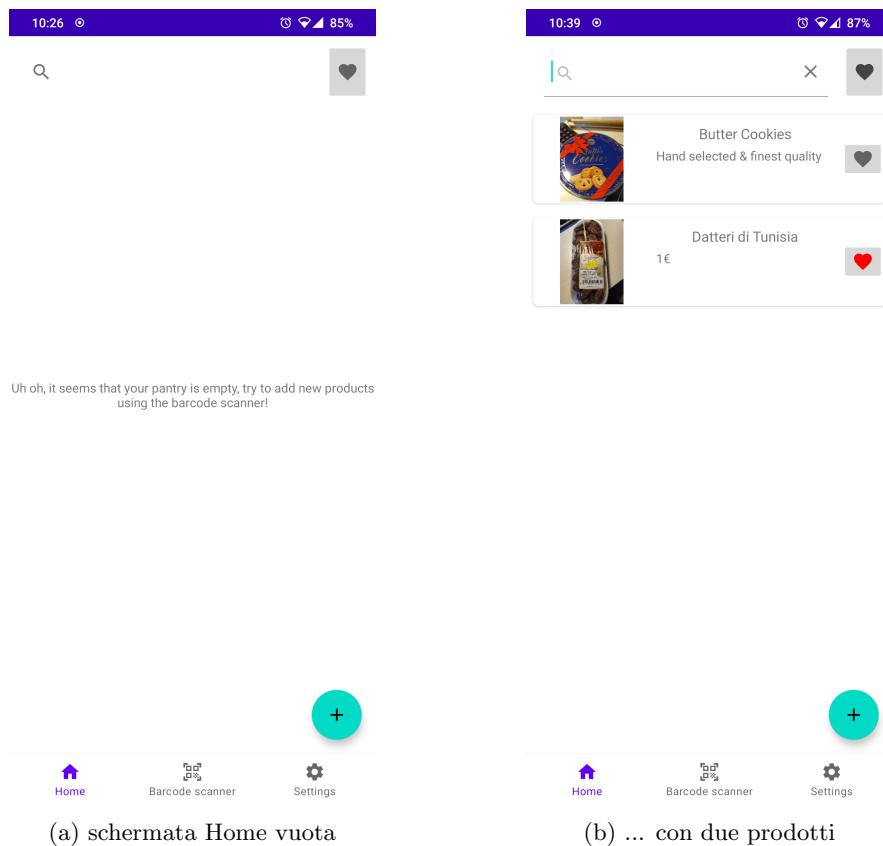 10:26
85%
Uh oh, it seems that your pantry is empty, try to add new products
using the barcode scanner!
Home
Barcode scanner
Settings
(a) schermata Home vuota
10:39
87%
Butter Cookies
Hand selected & finest quality
Cookies
Datteri di Tunisia
1€
Home
Barcode scanner
Settings
(b) ... con due prodotti